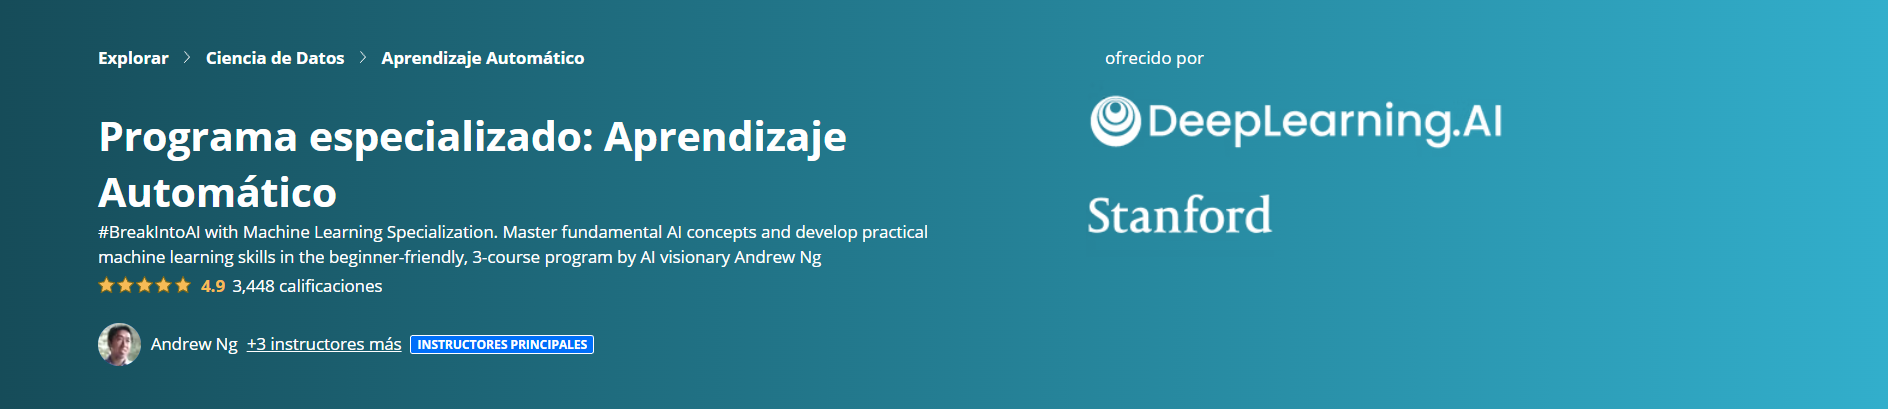 Explorar > Ciencia de Datos > Aprendizaje Automático
Programa especializado: Aprendizaje
Automático
#BreakIntoAI with Machine Learning Specialization. Master fundamental AI concepts and develop practical
machine learning skills in the beginner-friendly, 3-course program by AI visionary Andrew Ng
4.9 3,448 calificaciones
Andrew Ng +3 instructores más INSTRUCTORES PRINCIPALES
ofrecido por
DeepLearning.AI
Stanford